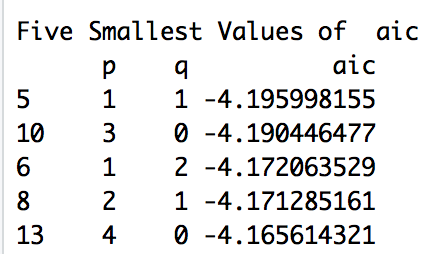 Five Smallest Values of  aic
      p    q         aic
5     1    1 -4.195998155
10    3    0 -4.190446477
6     1    2 -4.172063529
8     2    1 -4.171285161
13    4    0 -4.165614321